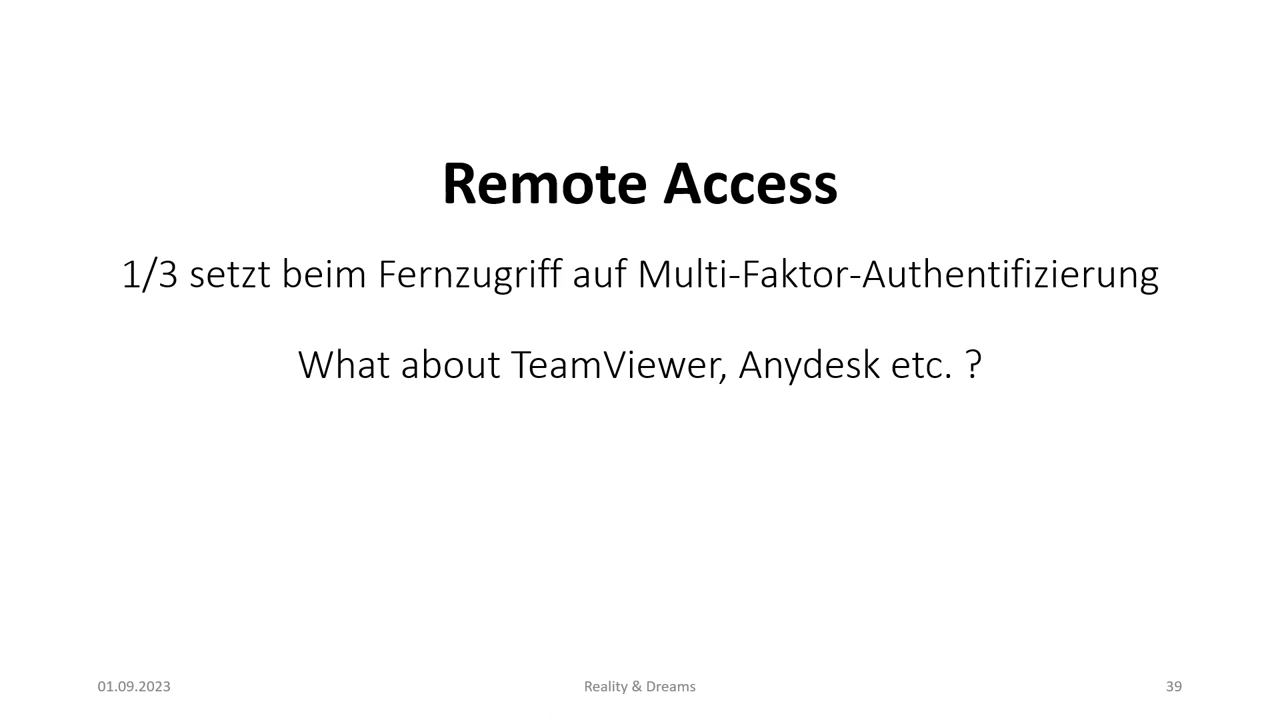 Remote Access
1/3 setzt beim Fernzugriff auf Multi-Faktor-Authentifizierung
What about TeamViewer, Anydesk etc. ?
01.09.2023
Reality & Dreams
39